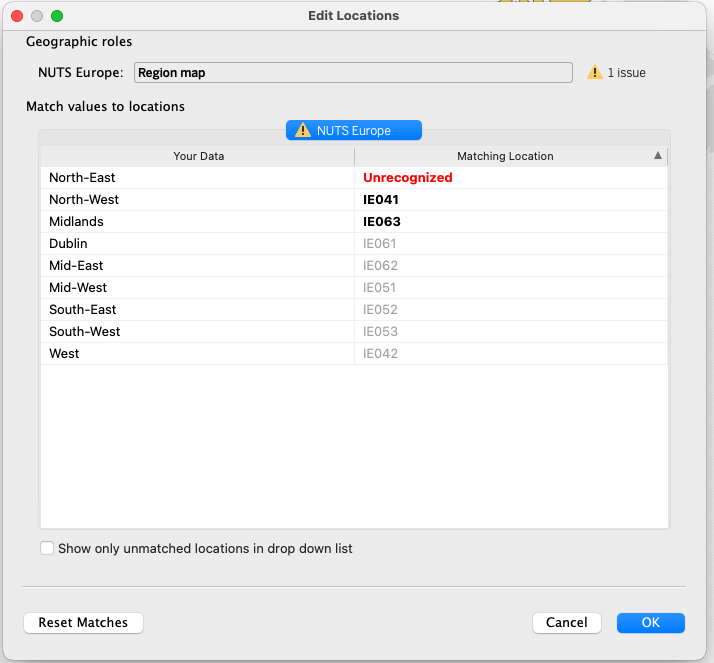 Edit Locations
Geographic roles
NUTS Europe: Region map 1 issue
Match values to locations
NUTS Europe
Your Data Matching Location
North-East Unrecognized
North-West IE041
Midlands IE063
Dublin IE061
Mid-East IE062
Mid-West IE051
South-East IE052
South-West IE053
West IE042
Show only unmatched locations in drop down list
Reset Matches Cancel OK